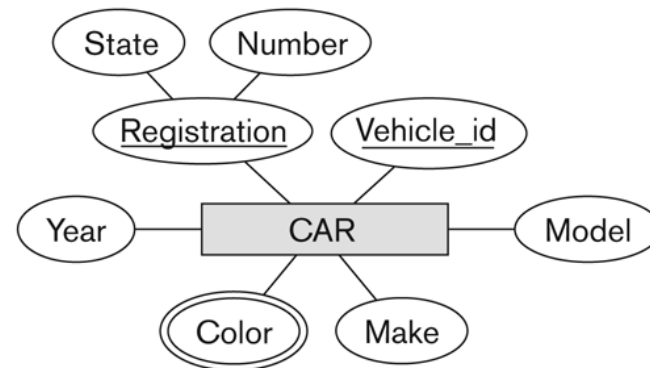 State
Number
Registration
Vehicle_id
Year
CAR
Model
Color
Make